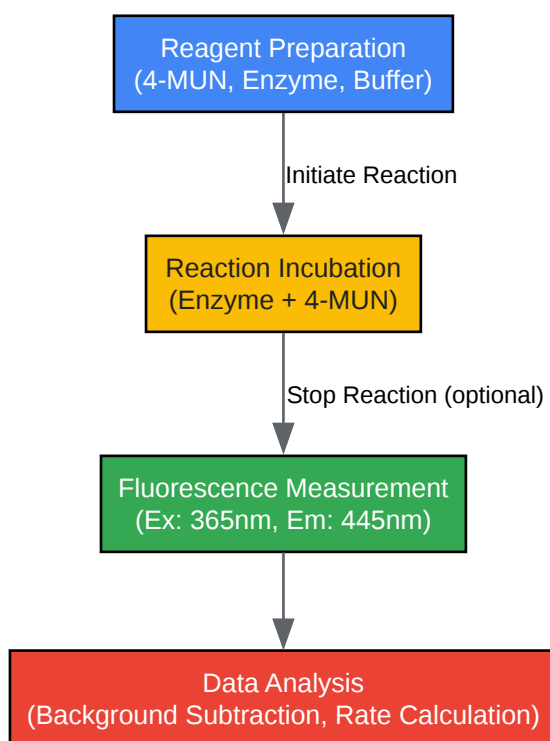 Reagent Preparation
(4-MUN, Enzyme, Buffer)
Initiate Reaction
Reaction Incubation
(Enzyme + 4-MUN)
Stop Reaction (optional)
Fluorescence Measurement
(Ex: 365nm, Em: 445nm)
Data Analysis
(Background Subtraction, Rate Calculation)